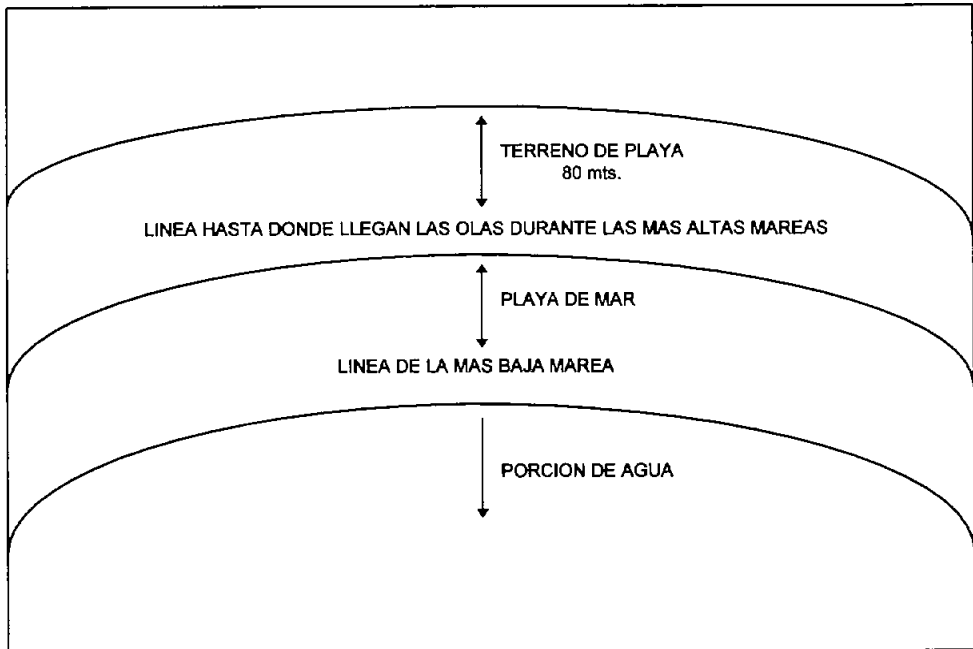 TERRENO DE PLAYA
80 mts.
LINEA HASTA DONDE LLEGAN LAS OLAS DURANTE LAS MAS ALTAS MAREAS
PLAYA DE MAR
LINEA DE LA MAS BAJA MAREA
PORCION DE AGUA